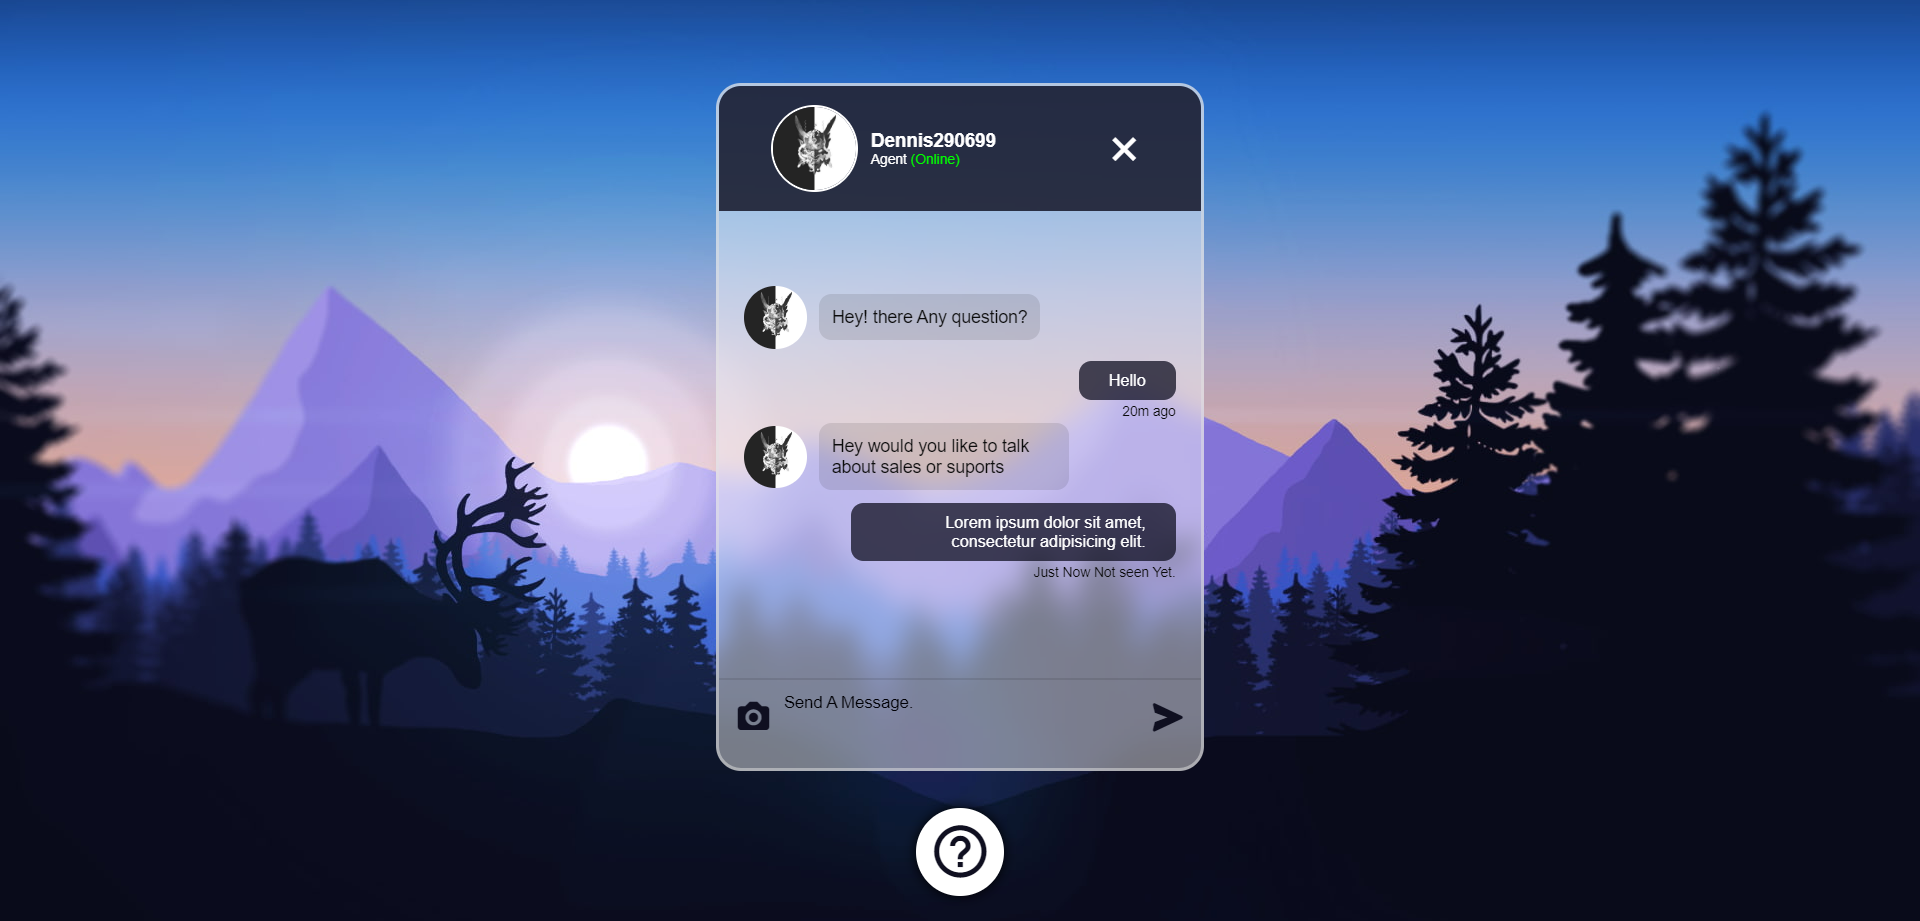 Dennis290699
Agent (Online)
Hey! there Any question?
Hello
20m ago
Hey would you like to talk
about sales or suports
Lorem ipsum dolor sit amet,
consectetur adipisicing elit.
Just Now Not seen Yet.
Send A Message.